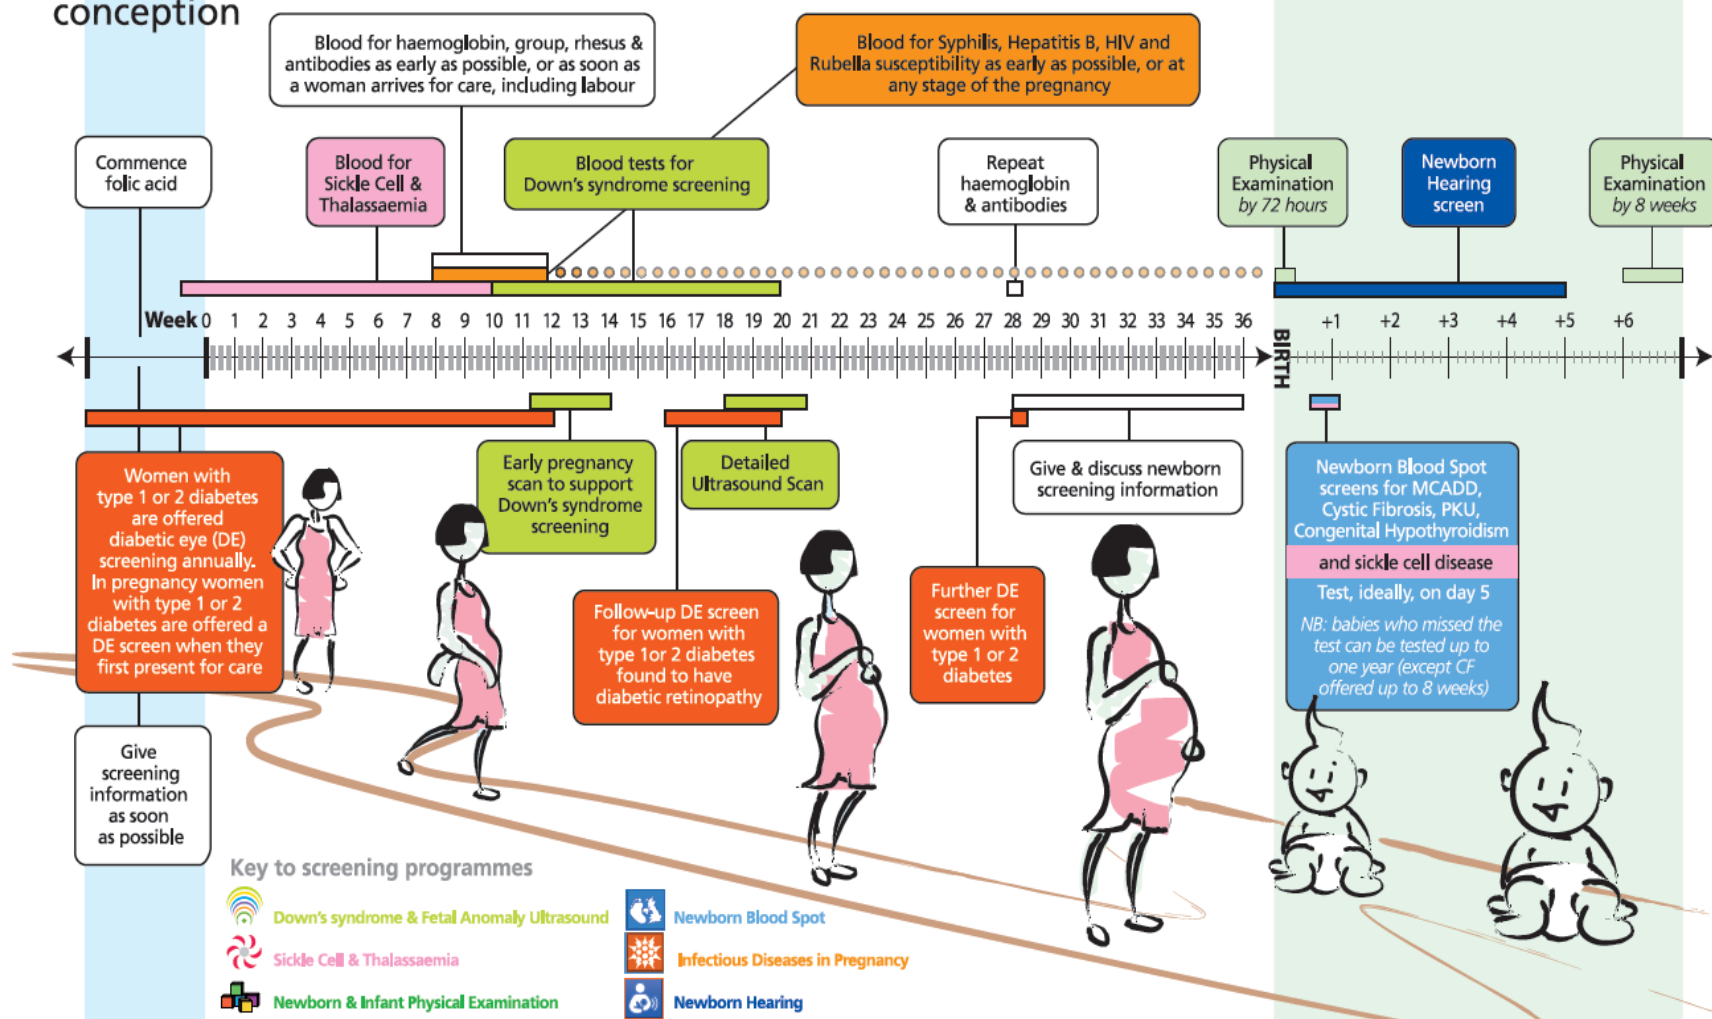 conception
Blood for haemoglobin, group, rhesus &
antibodies as early as possible, or as soon as
a woman arrives for care, including labour
Blood for Syphilis, Hepatitis B, HIV and
Rubella susceptibility as early as possible, or at
any stage of the pregnancy
Commence
folic acid
Blood for
Sickle Cell &
Thalassaemia
Blood tests for
Down's syndrome screening
Repeat
haemoglobin
& antibodies
Physical
Examination
by 72 hours
Newborn
Hearing
screen
Physical
Examination
by 8 weeks
Week 0 1 2 3 4 5 6 7 8 9 10 11 12 13 14 15 16 17 18 19 20 21 22 23 24 25 26 27 28 29 30 31 32 33 34 35 36
BIRTH
+1 +2 +3 +4 +5 +6
Women with
type 1 or 2 diabetes
are offered
diabetic eye (DE)
screening annually.
In pregnancy women
with type 1 or 2
diabetes are offered a
DE screen when they
first present for care
Early pregnancy
scan to support
Down's syndrome
screening
Detailed
Ultrasound Scan
Give & discuss newborn
screening information
Newborn Blood Spot
screens for MCADD,
Cystic Fibrosis, PKU,
Congenital Hypothyroidism
and sickle cell disease
Test, ideally, on day 5
NB: babies who missed the
test can be tested up to
one year (except CF
offered up to 8 weeks)
Follow-up DE screen
for women with
type 1or 2 diabetes
found to have
diabetic retinopathy
Further DE
screen for
women with
type 1 or 2
diabetes
Give
screening
information
as soon
as possible
Key to screening programmes
Down's syndrome & Fetal Anomaly Ultrasound
Sickle Cell & Thalassaemia
Newborn & Infant Physical Examination
Newborn Blood Spot
Infectious Diseases in Pregnancy
Newborn Hearing